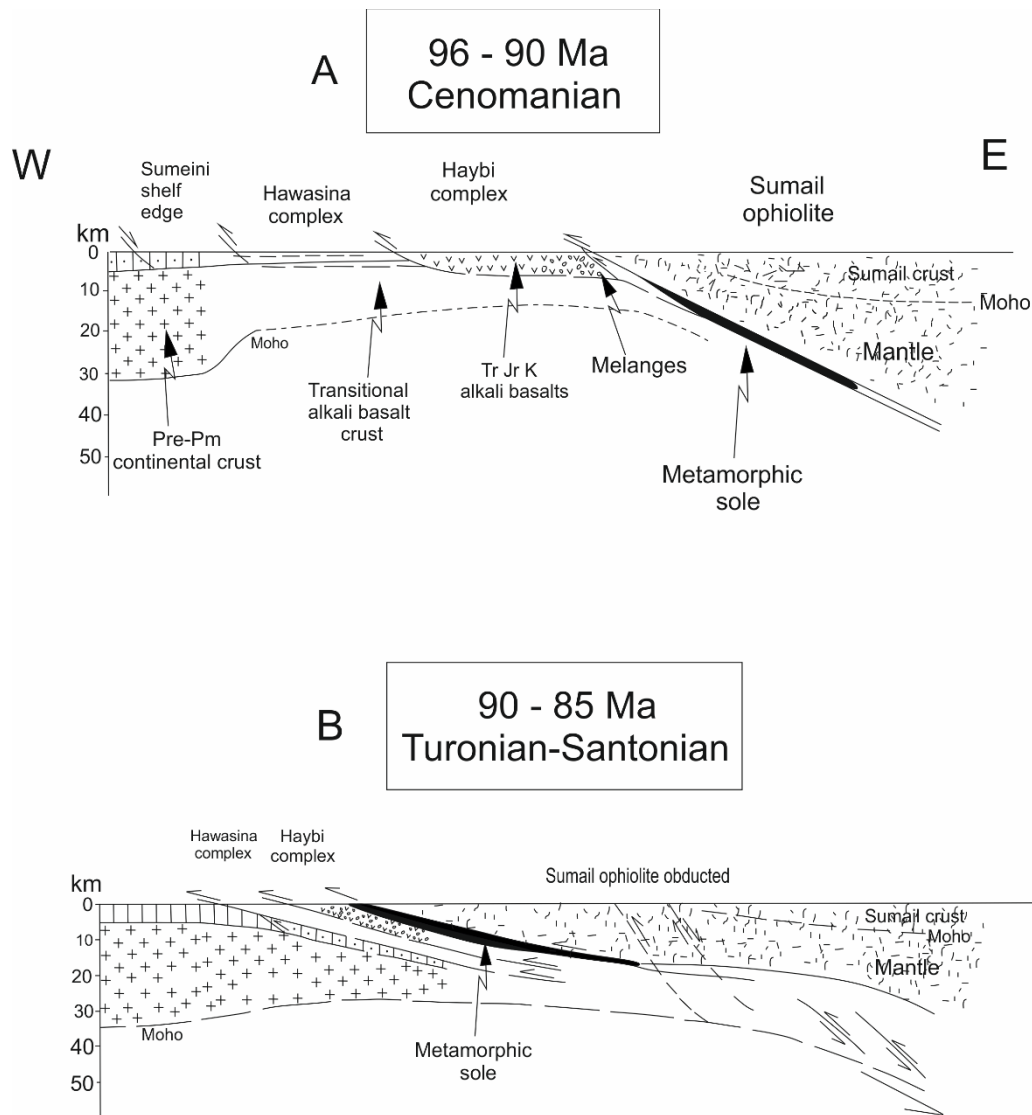 A
96 - 90 Ma
Cenomanian
W
E
Sumeini
shelf
edge
Hawasina
complex
Haybi
complex
Sumail
ophiolite
km
0
10
20
30
40
50
Sumail crust
Moho
Mantle
Moho
Pre-Pm
continental crust
Transitional
alkali basalt
crust
Tr Jr K
alkali basalts
Melanges
Metamorphic
sole
B
90 - 85 Ma
Turonian-Santonian
Hawasina
complex
Haybi
complex
Sumail ophiolite obducted
km
0
10
20
30
40
50
Sumail crust
Moho
Mantle
Moho
Metamorphic
sole